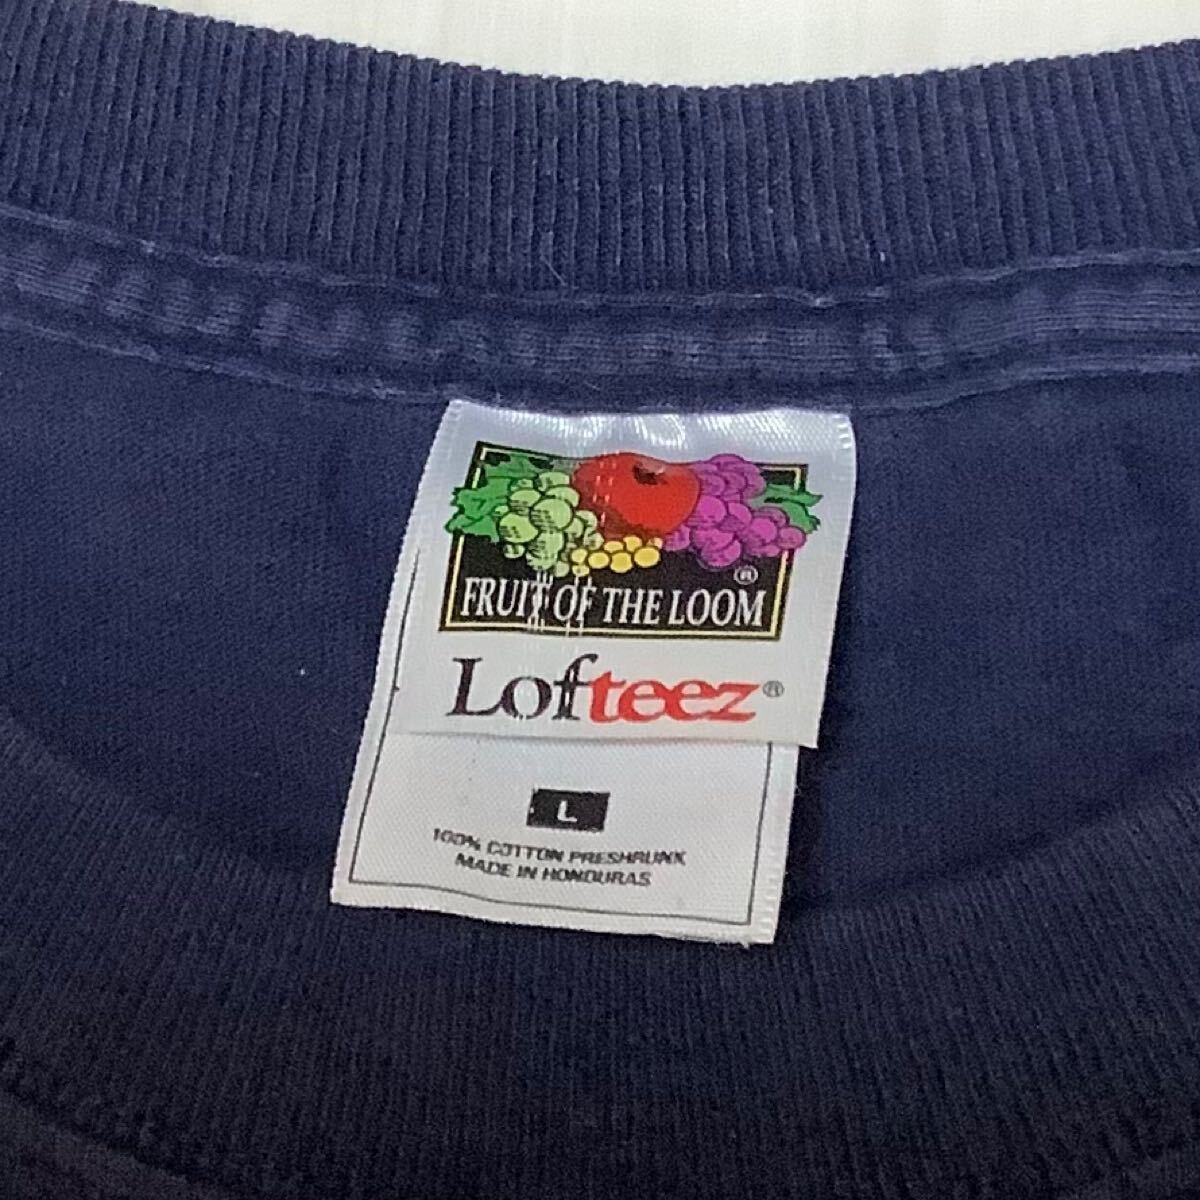 FRUIT OF THE LOOM®
Lofteez®
L
100% COTTON PRESHRUNK
MADE IN HONDURAS